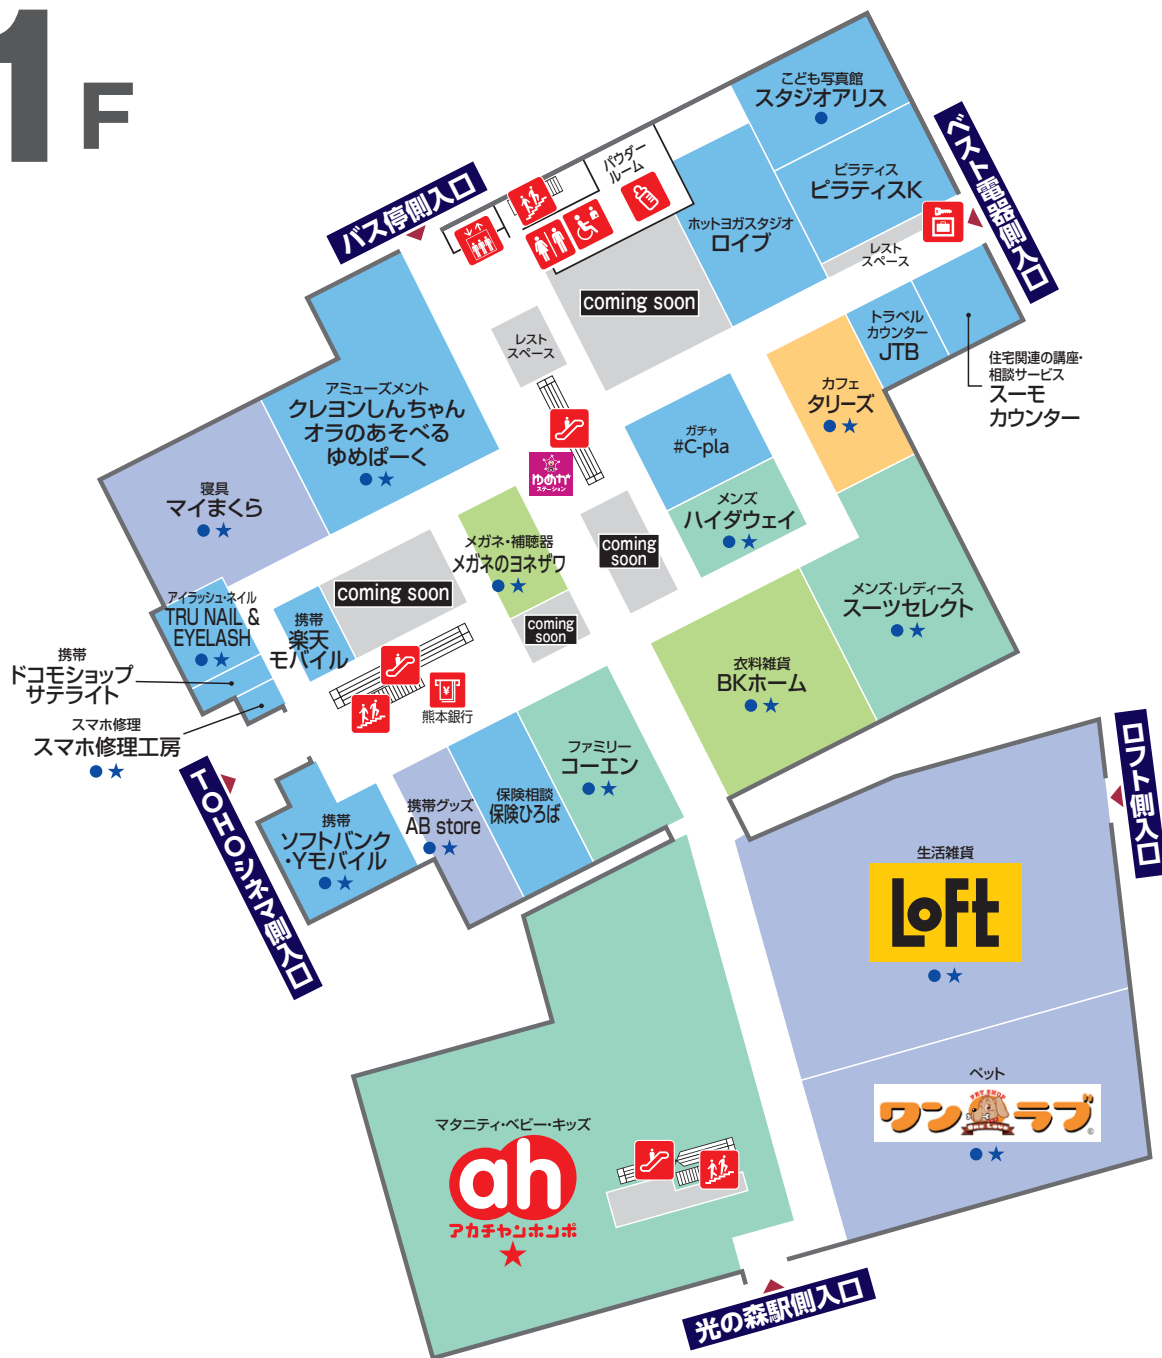 1F
こども写真館
スタジオアリス
ピラティス
ピラティスK
ベスト電器側入口
パウダー
ルーム
バス停側入口
ホットヨガスタジオ
ロイブ
レスト
スペース
coming soon
レスト
スペース
トラベル
カウンター
JTB
住宅関連の講座・
相談サービス
スーモ
カウンター
カフェ
タリーズ
アミューズメント
クレヨンしんちゃん
オラのあそべる
ゆめぱーく
ガチャ
#C-pla
ゆめか
ステーション
寝具
マイまくら
メンズ
ハイダウェイ
メガネ・補聴器
メガネのヨネザワ
coming
soon
coming soon
coming
soon
メンズ・レディース
スーツセレクト
アイラッシュ・ネイル
TRU NAIL &
EYELASH
携帯
楽天
モバイル
携帯
ドコモショップ
サテライト
スマホ修理
スマホ修理工房
熊本銀行
衣料雑貨
BKホーム
ファミリー
コーエン
保険相談
保険ひろば
携帯グッズ
AB store
携帯
ソフトバンク
・Yモバイル
TOHOシネマ側入口
ロフト側入口
生活雑貨
LoFt
ペット
PET SHOP
ワンラブ
マタニティ・ベビー・キッズ
ah
アカチャンホンポ
光の森駅側入口